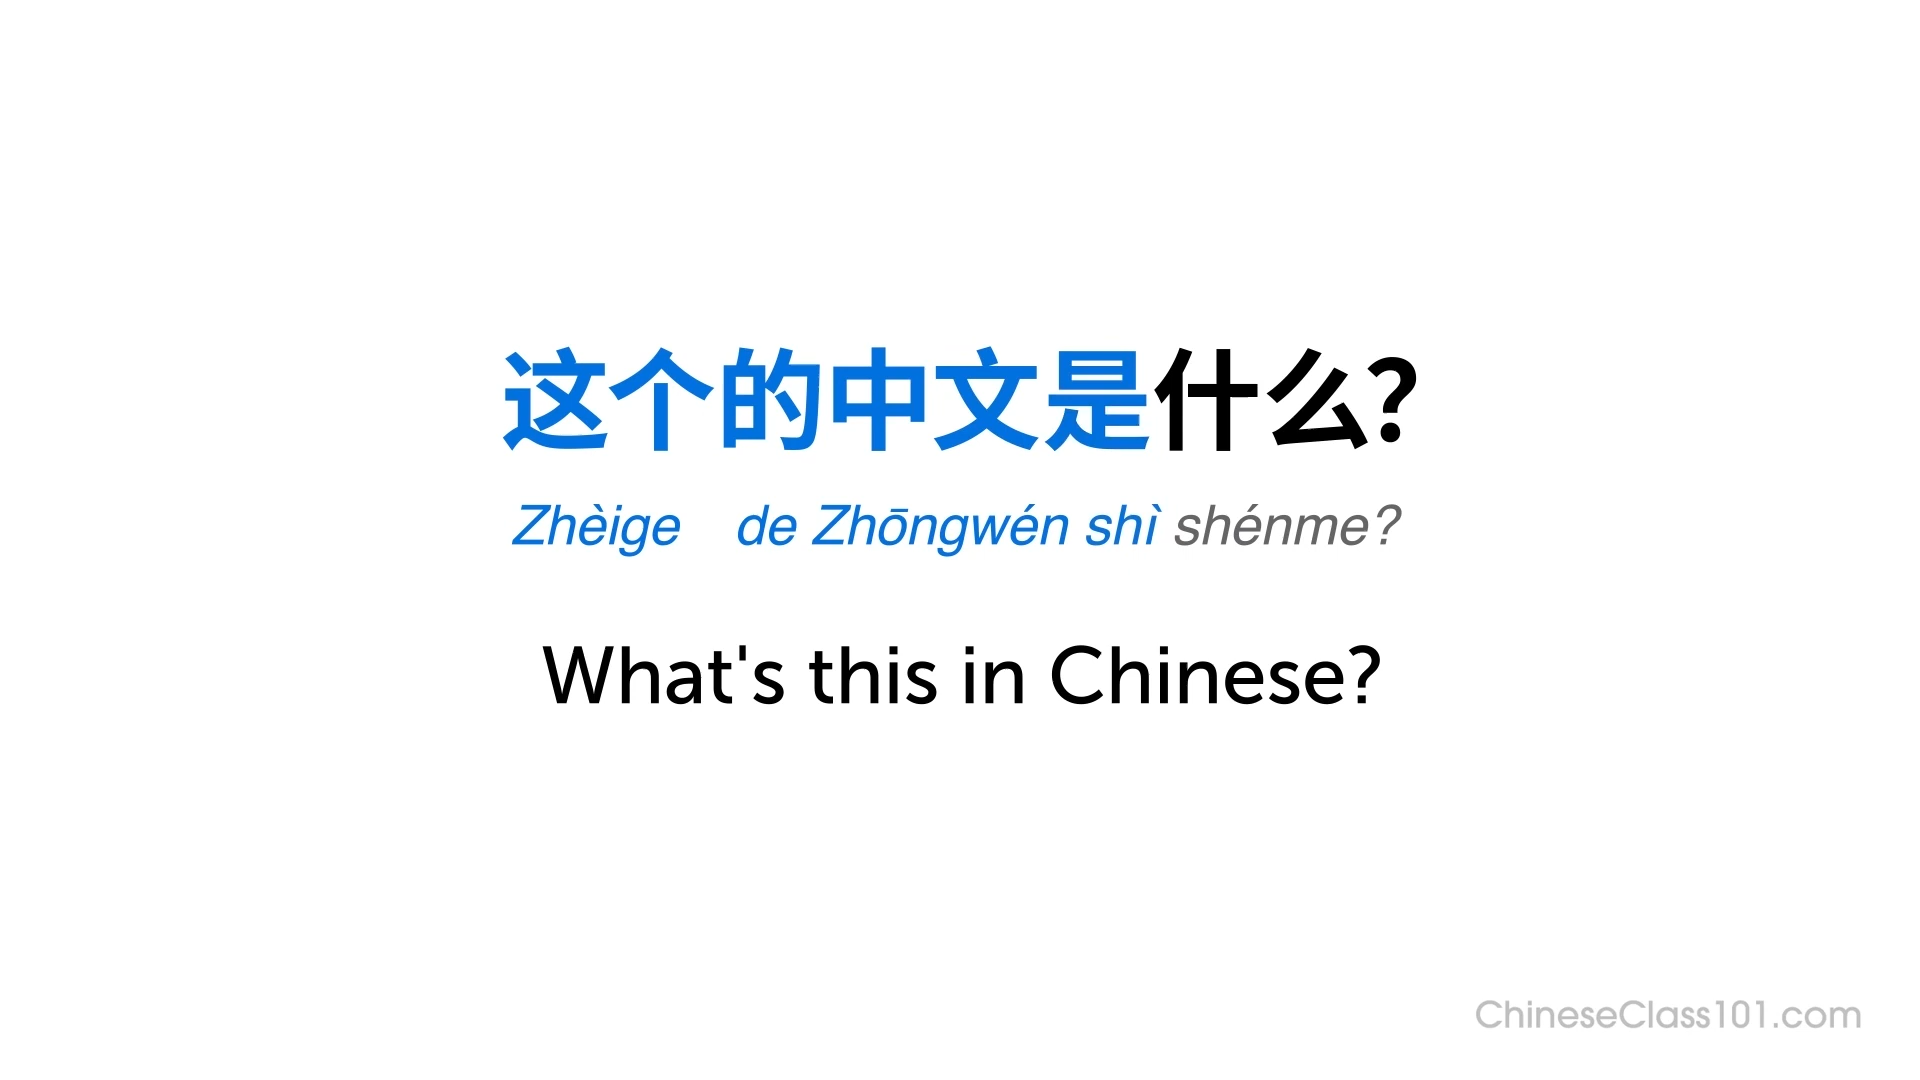 这个的中文是什么？
Zhèige de Zhōngwén shì shénme?
What's this in Chinese?
ChineseClass101.com